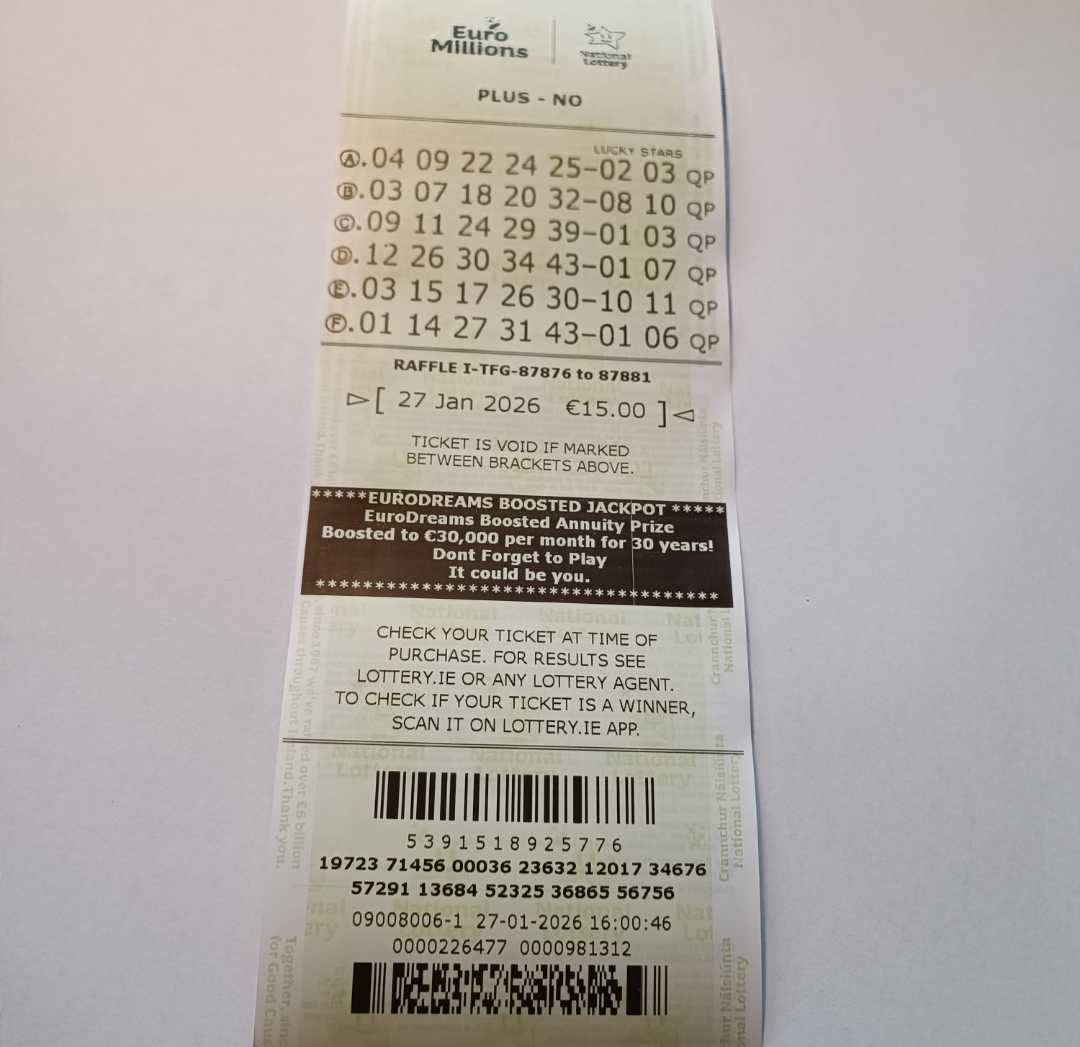 Euro
Millions
National
Lottery
PLUS - NO
LUCKY STARS
A.04 09 22 24 25-02 03 QP
B.03 07 18 20 32-08 10 QP
C.09 11 24 29 39-01 03 QP
D.12 26 30 34 43-01 07 QP
E.03 15 17 26 30-10 11 QP
F.01 14 27 31 43-01 06 QP
RAFFLE I-TFG-87876 to 87881
[ 27 Jan 2026 €15.00 ]
TICKET IS VOID IF MARKED
BETWEEN BRACKETS ABOVE.
*****EURODREAMS BOOSTED JACKPOT *****
EuroDreams Boosted Annuity Prize
Boosted to €30,000 per month for 30 years!
Dont Forget to Play
It could be you.
***********************************
CHECK YOUR TICKET AT TIME OF
PURCHASE. FOR RESULTS SEE
LOTTERY.IE OR ANY LOTTERY AGENT.
TO CHECK IF YOUR TICKET IS A WINNER,
SCAN IT ON LOTTERY.IE APP.
5391518925776
19723 71456 00036 23632 12017 34676
57291 13684 52325 36865 56756
09008006-1 27-01-2026 16:00:46
0000226477 0000981312
Crannchur Náisiúnta
National Lottery